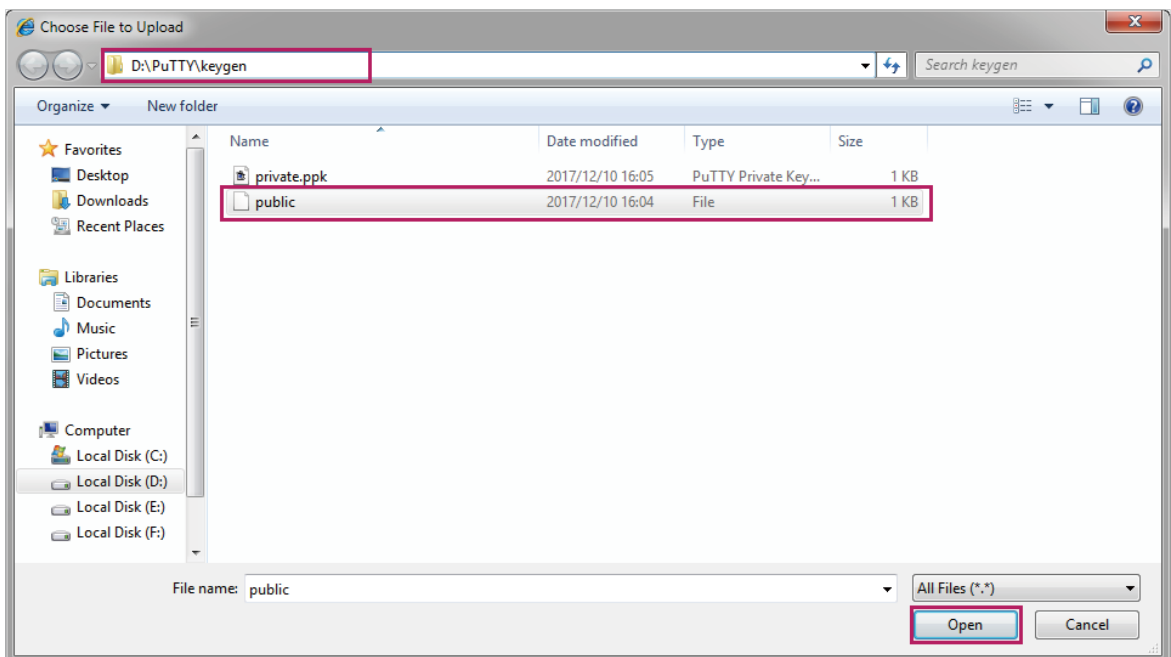 Choose File to Upload
D:\PuTTY\keygen
Search keygen
Organize New folder
Name Date modified Type Size
private.ppk 2017/12/10 16:05 PuTTY Private Key... 1 KB
public 2017/12/10 16:04 File 1 KB
Favorites
Desktop
Downloads
Recent Places
Libraries
Documents
Music
Pictures
Videos
Computer
Local Disk (C:)
Local Disk (D:)
Local Disk (E:)
Local Disk (F:)
File name: public All Files (*.*)
Open Cancel